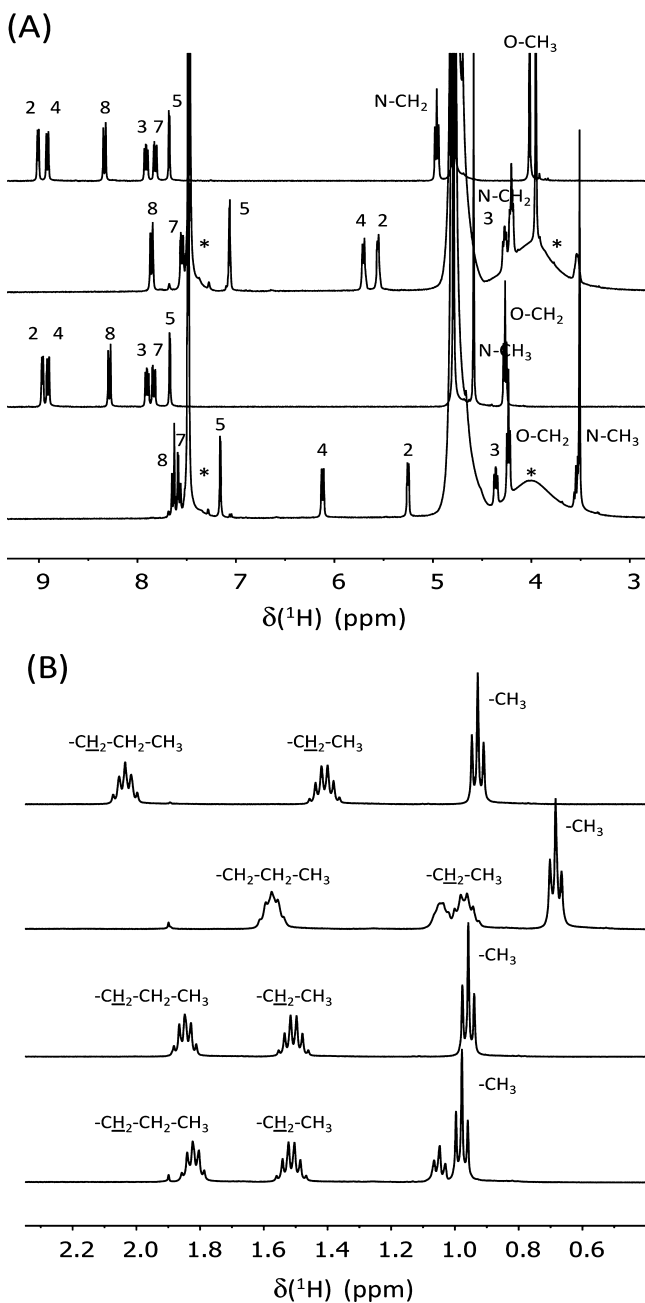 (A)
O-CH₃
N-CH₂
2 4 8 3 7 5
N-CH₂
8 7 * 5 4 2 3 *
O-CH₂
2 4 8 3 7 5
N-CH₃
O-CH₂ N-CH₃
8 7 * 5 4 2 3 *
9 8 7 6 5 4 3
δ(¹H) (ppm)
(B)
-CH₃
-CH₂-CH₂-CH₃ -CH₂-CH₃
-CH₃
-CH₂-CH₂-CH₃ -CH₂-CH₃
-CH₃
-CH₂-CH₂-CH₃ -CH₂-CH₃
-CH₃
-CH₂-CH₂-CH₃ -CH₂-CH₃
2.2 2.0 1.8 1.6 1.4 1.2 1.0 0.8 0.6
δ(¹H) (ppm)